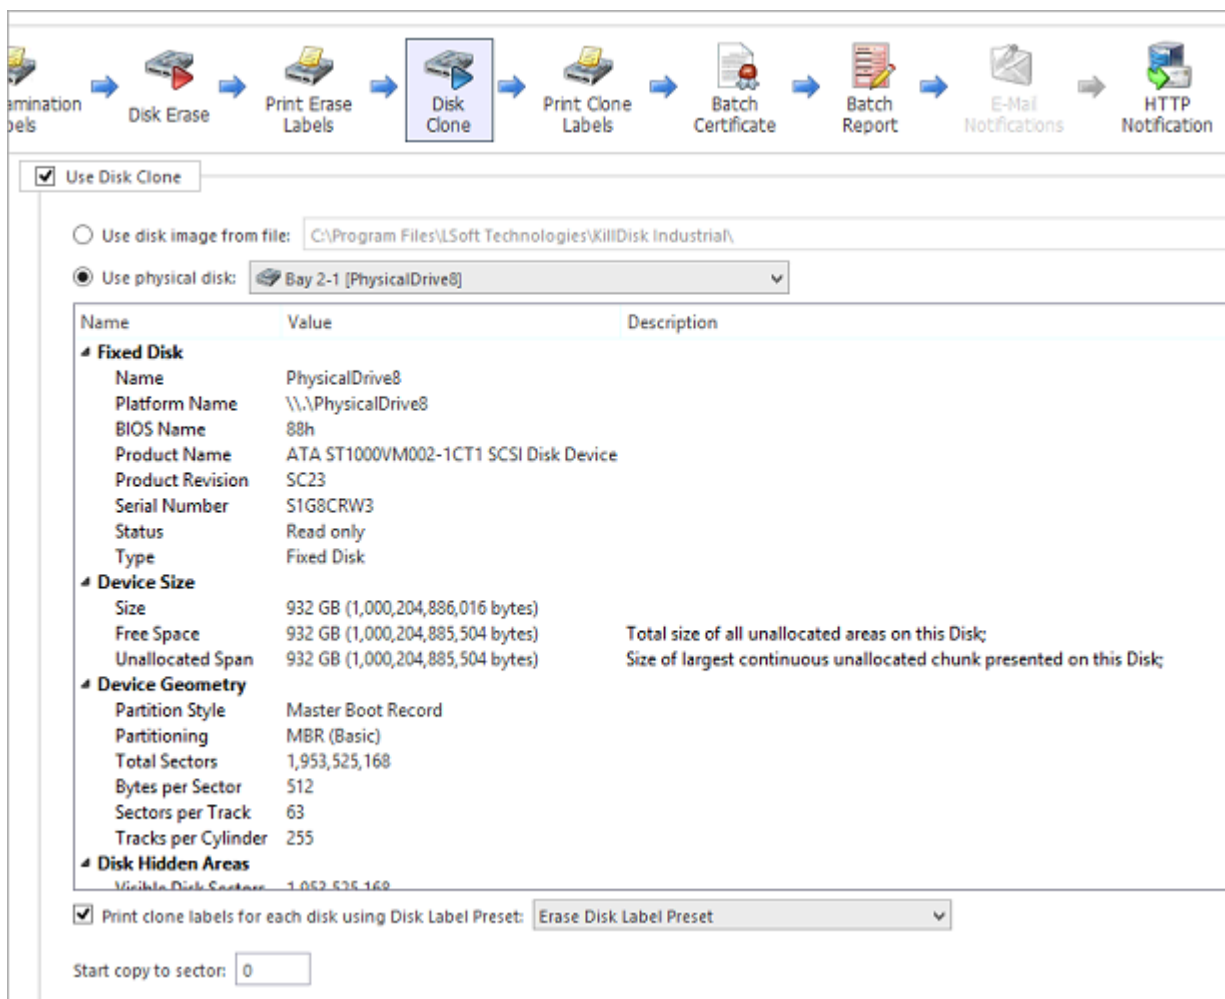 amination
bels
Disk Erase
Print Erase
Labels
Disk
Clone
Print Clone
Labels
Batch
Certificate
Batch
Report
E-Mail
Notifications
HTTP
Notification
Use Disk Clone
Use disk image from file: C:\Program Files\LSoft Technologies\KillDisk Industrial\
Use physical disk: Bay 2-1 [PhysicalDrive8]
Name Value Description
Fixed Disk
Name PhysicalDrive8
Platform Name \\.\PhysicalDrive8
BIOS Name 88h
Product Name ATA ST1000VM002-1CT1 SCSI Disk Device
Product Revision SC23
Serial Number S1G8CRW3
Status Read only
Type Fixed Disk
Device Size
Size 932 GB (1,000,204,886,016 bytes)
Free Space 932 GB (1,000,204,885,504 bytes) Total size of all unallocated areas on this Disk;
Unallocated Span 932 GB (1,000,204,885,504 bytes) Size of largest continuous unallocated chunk presented on this Disk;
Device Geometry
Partition Style Master Boot Record
Partitioning MBR (Basic)
Total Sectors 1,953,525,168
Bytes per Sector 512
Sectors per Track 63
Tracks per Cylinder 255
Disk Hidden Areas
Visible Disk Sectors 1,953,525,168
Print clone labels for each disk using Disk Label Preset: Erase Disk Label Preset
Start copy to sector: 0